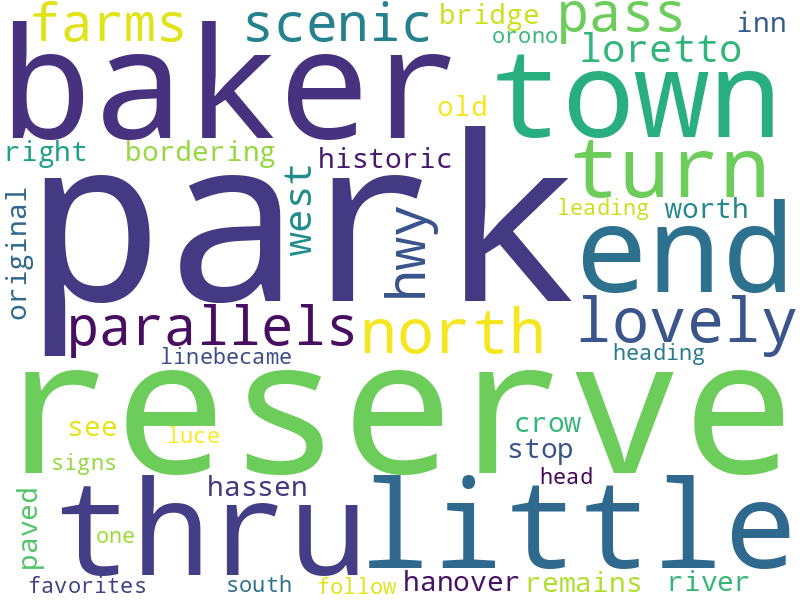 farms
scenic
bridge
pass
inn
orono
baker
town
loretto
old
right
bordering
historic
turn
park
west
original
hwy
leading
worth
end
parallels
north
lovely
linebecame
heading
reserve
see
luce
crow
stop
signs
head
thru
hassen
little
paved
one
favorites
south
follow
hanover
remains
river